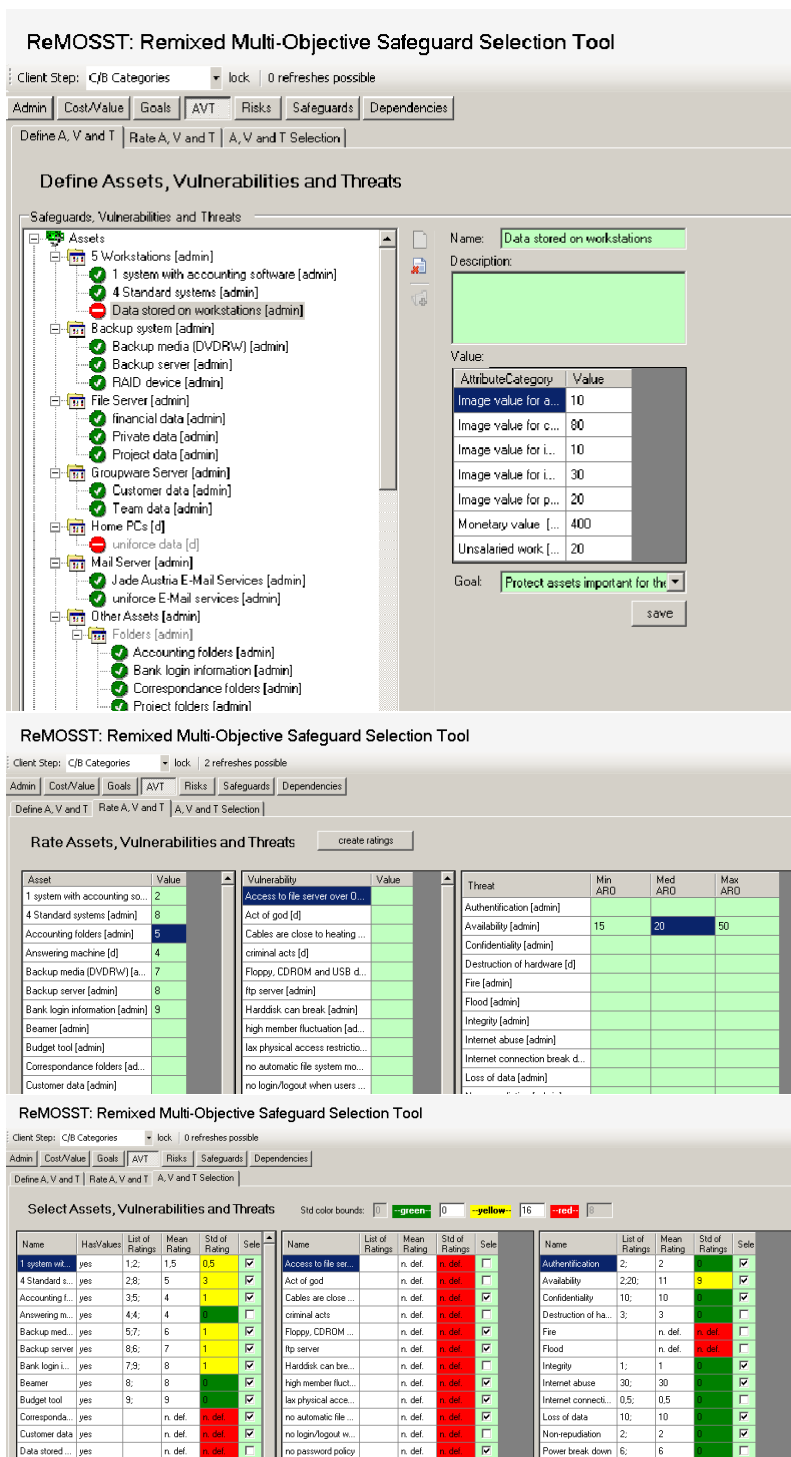 ReMOSST: Remixed Multi-Objective Safeguard Selection Tool
Client Step: C/B Categories lock 0 refreshes possible
Admin Cost/Value Goals AVT Risks Safeguards Dependencies
Define A, V and T Rate A, V and T A, V and T Selection
Define Assets, Vulnerabilities and Threats
Safeguards, Vulnerabilities and Threats
Assets
5 Workstations [admin]
1 system with accounting software [admin]
4 Standard systems [admin]
Data stored on workstations [admin]
Backup system [admin]
Backup media (DVDRW) [admin]
Backup server [admin]
RAID device [admin]
File Server [admin]
financial data [admin]
Private data [admin]
Project data [admin]
Groupware Server [admin]
Customer data [admin]
Team data [admin]
Home PCs [d]
uniforce data [d]
Mail Server [admin]
Jade Austria E-Mail Services [admin]
uniforce E-Mail services [admin]
Other Assets [admin]
Folders [admin]
Accounting folders [admin]
Bank login information [admin]
Correspondance folders [admin]
Project folders [admin]
Name: Data stored on workstations
Description:
Value:
AttributeCategory Value
Image value for a... 10
Image value for c... 80
Image value for i... 10
Image value for i... 30
Image value for p... 20
Monetary value [... 400
Unsalaried work [... 20
Goal: Protect assets important for the
save
ReMOSST: Remixed Multi-Objective Safeguard Selection Tool
Client Step: C/B Categories lock 2 refreshes possible
Admin Cost/Value Goals AVT Risks Safeguards Dependencies
Define A, V and T Rate A, V and T A, V and T Selection
Rate Assets, Vulnerabilities and Threats create ratings
Asset Value
1 system with accounting so... 2
4 Standard systems [admin] 8
Accounting folders [admin] 5
Answering machine [d] 4
Backup media (DVDRW) [a... 7
Backup server [admin] 8
Bank login information [admin] 9
Beamer [admin]
Budget tool [admin]
Correspondance folders [ad...
Customer data [admin]
Vulnerability Value
Access to file server over O...
Act of god [d]
Cables are close to heating ...
criminal acts [d]
Floppy, CDROM and USB d...
ftp server [admin]
Harddisk can break [admin]
high member fluctuation [ad...
lax physical access restrictio...
no automatic file system mo...
no login/logout when users ...
Threat Min ARO Med ARO Max ARO
Authentification [admin]
Availability [admin] 15 20 50
Confidentiality [admin]
Destruction of hardware [d]
Fire [admin]
Flood [admin]
Integrity [admin]
Internet abuse [admin]
Internet connection break d...
Loss of data [admin]
ReMOSST: Remixed Multi-Objective Safeguard Selection Tool
Client Step: C/B Categories lock 0 refreshes possible
Admin Cost/Value Goals AVT Risks Safeguards Dependencies
Define A, V and T Rate A, V and T A, V and T Selection
Select Assets, Vulnerabilities and Threats Std color bounds: 0 --green-- 0 --yellow-- 16 --red-- 8
Name HasValues List of Ratings Mean Rating Std of Rating Sele
1 system wit... yes 1;2; 1,5 0,5
4 Standard s... yes 2;8; 5 3
Accounting f... yes 3;5; 4 1
Answering m... yes 4;4; 4 0
Backup med... yes 5;7; 6 1
Backup server yes 8;6; 7 1
Bank login i... yes 7;9; 8 1
Beamer yes 8; 8 0
Budget tool yes 9; 9 0
Corresponda... yes n. def. n. def.
Customer data yes n. def. n. def.
Data stored ... yes n. def. n. def.
Name List of Ratings Mean Rating Std of Ratings Sele
Access to file ser... n. def. n. def.
Act of god n. def. n. def.
Cables are close ... n. def. n. def.
criminal acts n. def. n. def.
Floppy, CDROM ... n. def. n. def.
ftp server n. def. n. def.
Harddisk can bre... n. def. n. def.
high member fluct... n. def. n. def.
lax physical acce... n. def. n. def.
no automatic file ... n. def. n. def.
no login/logout w... n. def. n. def.
no password policy n. def. n. def.
Name List of Ratings Mean Rating Std of Ratings Sele
Authentification 2; 2 0
Availability 2;20; 11 9
Confidentiality 10; 10 0
Destruction of ha... 3; 3 0
Fire n. def. n. def.
Flood n. def. n. def.
Integrity 1; 1 0
Internet abuse 30; 30 0
Internet connecti... 0,5; 0,5 0
Loss of data 10; 10 0
Non-repudiation 2; 2 0
Power break down 6; 6 0